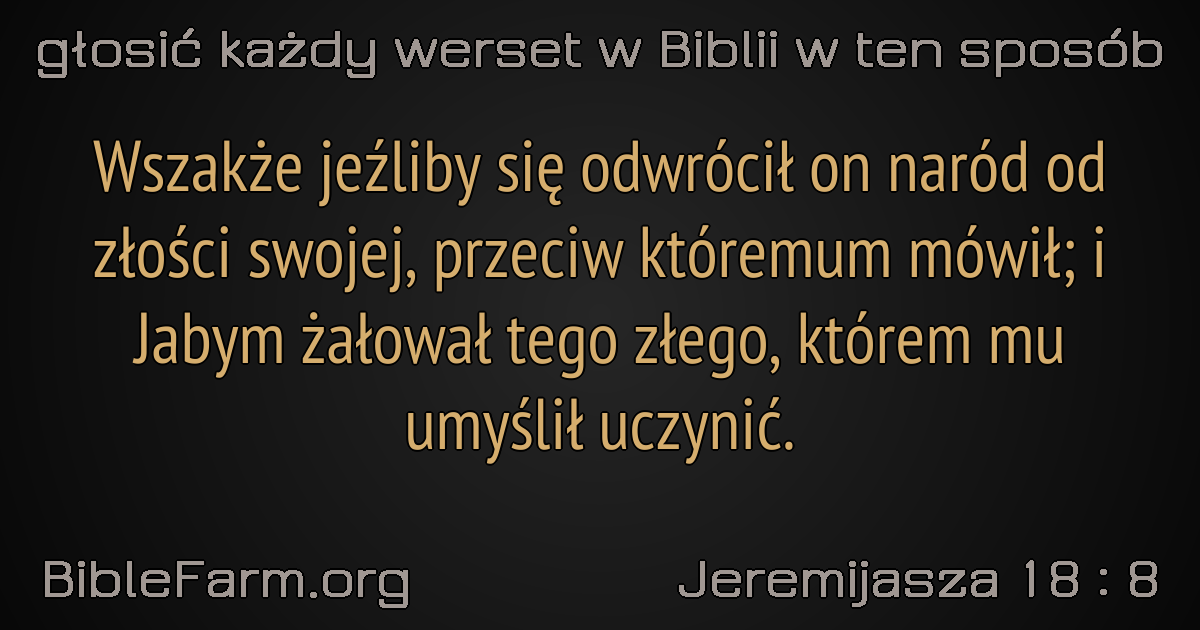 głosić każdy werset w Biblii w ten sposób
Wszakże jeźliby się odwrócił on naród od
złości swojej, przeciw któremum mówił; i
Jabym żałował tego złego, którem mu
umyślił uczynić.
BibleFarm.org
Jeremijasza 18 : 8